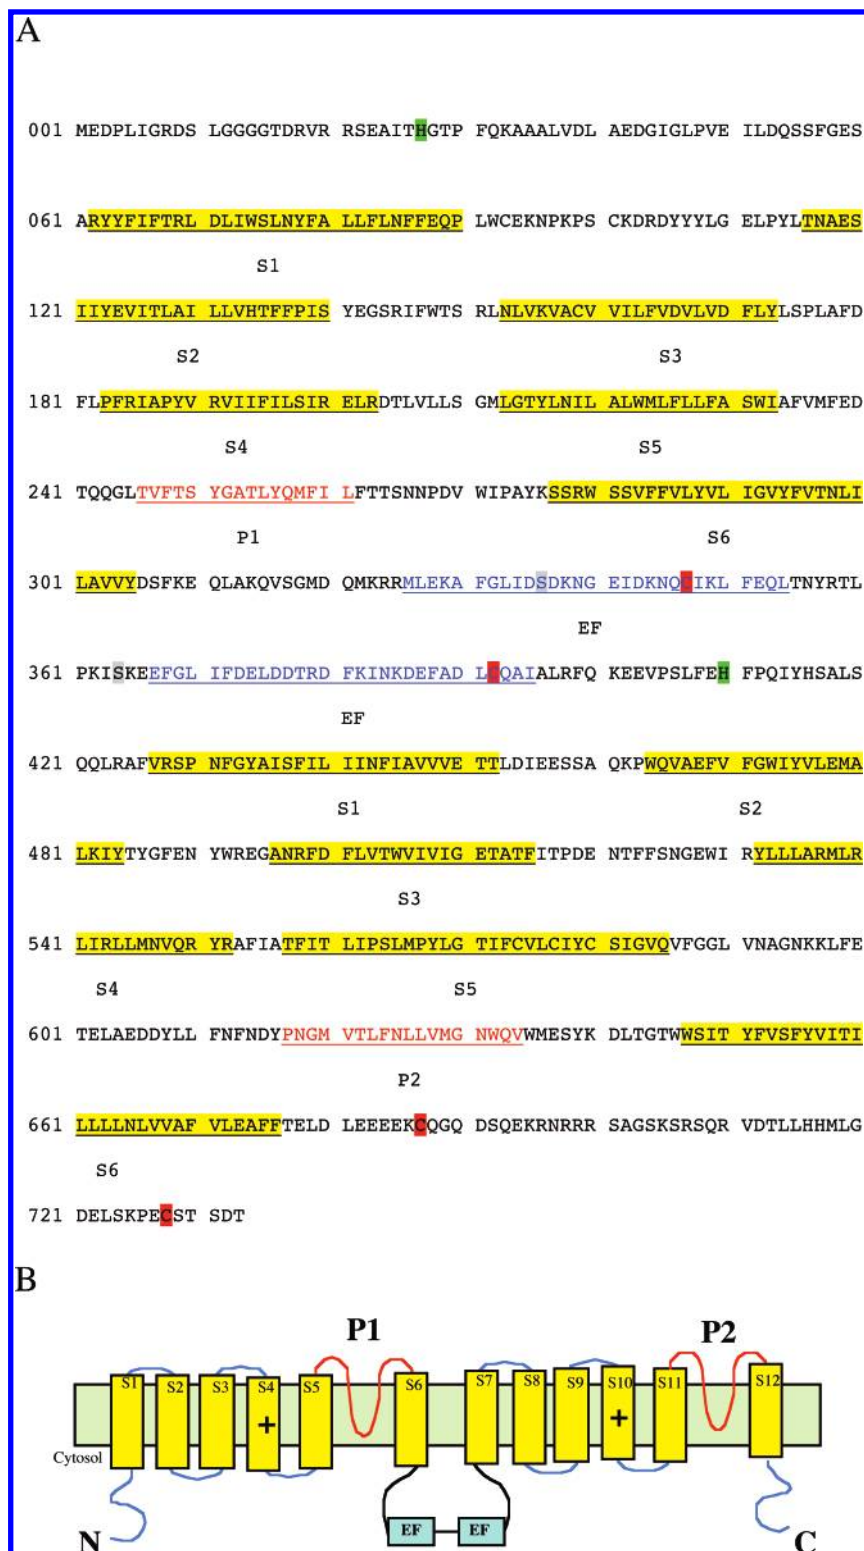 A
001 MEDPLIGRDS LGGGGTDRVR RSEAITHGTP FQKAAALVDL AEDGIGLPVE ILDQSSFGES
061 ARYYFIFTRL DLIWSLNYFA LLFLNFFEQP LWCEKNPKPS CKDRDYYYLG ELPYLTNAES
S1
121 IIYEVITLAI LLVHTFFPIS YEGSRIFWTS RLNLVKVACV VILFVDVLVD FLYLSPLAFD
S2 S3
181 FLPFRIAPYV RVIIFILSIR ELRDTLVLLS GMLGTYLNIL ALWMLFLLFA SWIAFVMFED
S4 S5
241 TQQGLTVFTS YGATLYQMFI LFTTSNNPDV WIPAYKSSRW SSVFFVLYVL IGVYFVTNLI
P1 S6
301 LAVVYDSFKE QLAKQVSGMD QMKRRMLEKA FGLIDSDKNG EIDKNQCIKL FEQLTNYRTL
EF
361 PKISKEEFGL IFDELDDTRD FKINKDEFAD LCQAIALRFQ KEEVPSLFEH FPQIYHSALS
EF
421 QQLRAFVRSP NFGYAISFIL IINFIAVVVE TTLDIEESSA QKPWQVAEFV FGWIYVLEMA
S1 S2
481 LKIYTYGFEN YWREGANRFD FLVTWVIVIG ETATFITPDE NTFFSNGEWI RYLLLARMLR
S3
541 LIRLLMNVQR YRAFIATFIT LIPSLMPYLG TIFCVLCIYC SIGVQVFGGL VNAGNKKLFE
S4 S5
601 TELAEDDYLL FNFNDYPNGM VTLFNLLVMG NWQVWMESYK DLTGTWWSIT YFVSFYVITI
P2
661 LLLLNLVVAF VLEAFFTELD LEEEEKCQGQ DSQEKRNRRR SAGSKSRSQR VDTLLHHMLG
S6
721 DELSKPECST SDT
B
P1 P2
S1 S2 S3 S4 S5 S6 S7 S8 S9 S10 S11 S12
+ +
Cytosol
N EF EF C